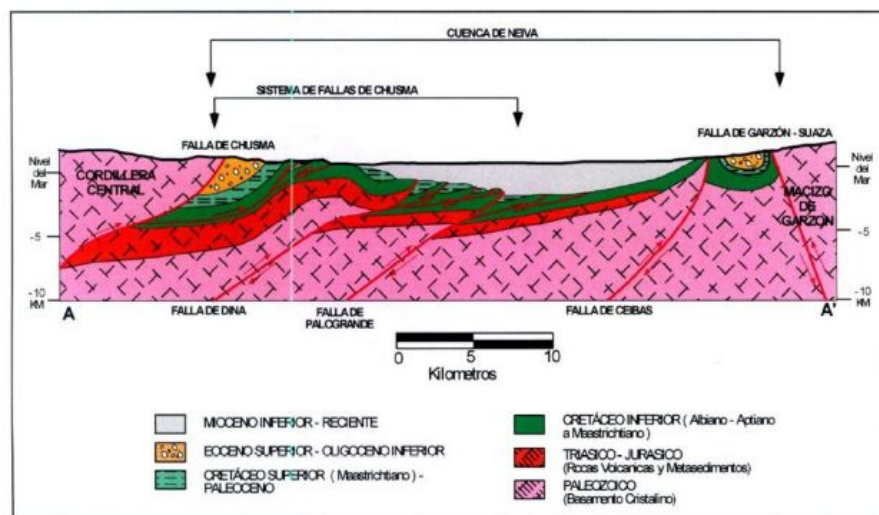 CUENCA DE NEIVA
SISTEMA DE FALLAS DE CHUSMA
FALLA DE CHUSMA
FALLA DE GARZÓN - SUAZA
Nivel
del
Mar
CORDILLERA
CENTRAL
MACIZO
DE
GARZÓN
Nivel
del
Mar
-5
-5
-10
KM
-10
KM
A
FALLA DE DINA
FALLA DE
PALOGRANDE
FALLA DE CEIBAS
A'
0 5 10
Kilometros
MIOCENO INFERIOR - RECIENTE
EOCENO SUPERIOR - OLIGOCENO INFERIOR
CRETÁCEO SUPERIOR ( Maastrichtiano ) -
PALEOCENO
CRETÁCEO INFERIOR ( Albiano - Aptiano
a Maastrichtiano )
TRIASICO - JURASICO
(Rocas Volcanicas y Metasedimentos)
PALEOZOICO
(Basamento Cristalino)